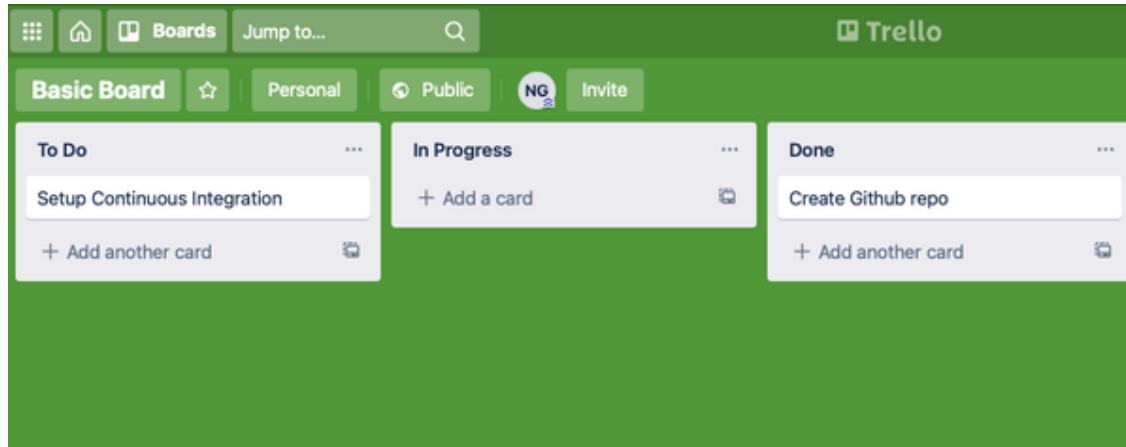 Boards Jump to... Trello
Basic Board Personal Public NG Invite
To Do ... In Progress ... Done ...
Setup Continuous Integration + Add a card Create Github repo
+ Add another card + Add another card